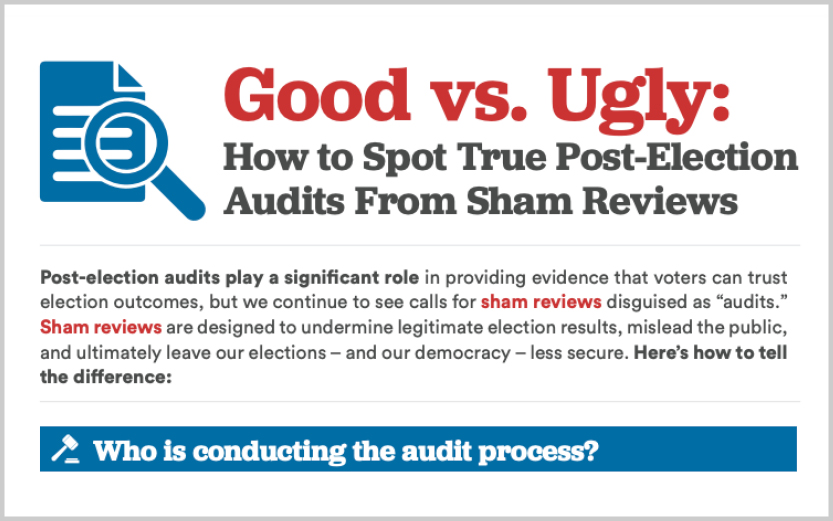 Good vs. Ugly:
How to Spot True Post-Election
Audits From Sham Reviews
Post-election audits play a significant role in providing evidence that voters can trust
election outcomes, but we continue to see calls for sham reviews disguised as “audits.”
Sham reviews are designed to undermine legitimate election results, mislead the public,
and ultimately leave our elections – and our democracy – less secure. Here’s how to tell
the difference:
Who is conducting the audit process?